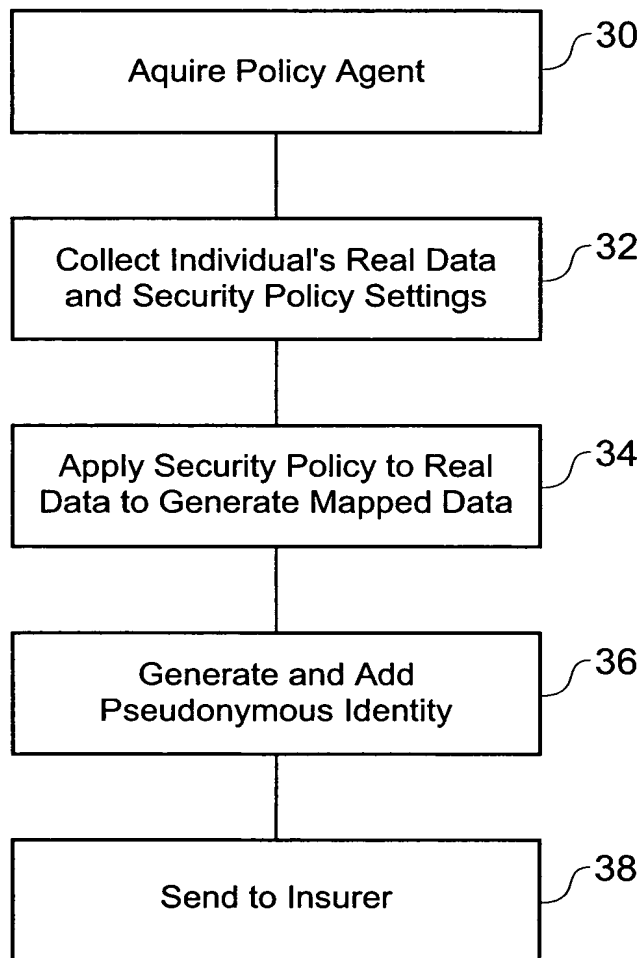 30
Aquire Policy Agent
32
Collect Individual's Real Data
and Security Policy Settings
34
Apply Security Policy to Real
Data to Generate Mapped Data
36
Generate and Add
Pseudonymous Identity
38
Send to Insurer